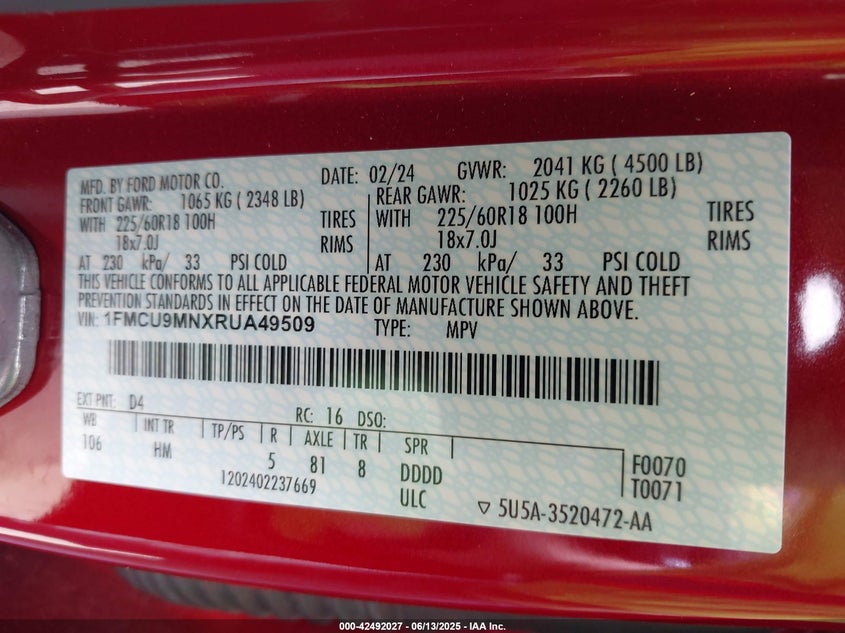 MFD. BY FORD MOTOR CO. DATE: 02/24 GVWR: 2041 KG ( 4500 LB)
FRONT GAWR: 1065 KG ( 2348 LB) REAR GAWR: 1025 KG ( 2260 LB)
WITH 225/60R18 100H TIRES WITH 225/60R18 100H TIRES
18x7.0J RIMS 18x7.0J RIMS
AT 230 kPa/ 33 PSI COLD AT 230 kPa/ 33 PSI COLD
THIS VEHICLE CONFORMS TO ALL APPLICABLE FEDERAL MOTOR VEHICLE SAFETY AND THEFT
PREVENTION STANDARDS IN EFFECT ON THE DATE OF MANUFACTURE SHOWN ABOVE.
VIN: 1FMCU9MNXRUA49509 TYPE: MPV
EXT PNT: D4 RC: 16 DSO:
WB INT TR TP/PS R AXLE TR SPR
106 HM 5 81 8 DDDD F0070
1202402237669 ULC T0071
▽ 5U5A-3520472-AA
000-42492027 - 06/13/2025 - IAA Inc.